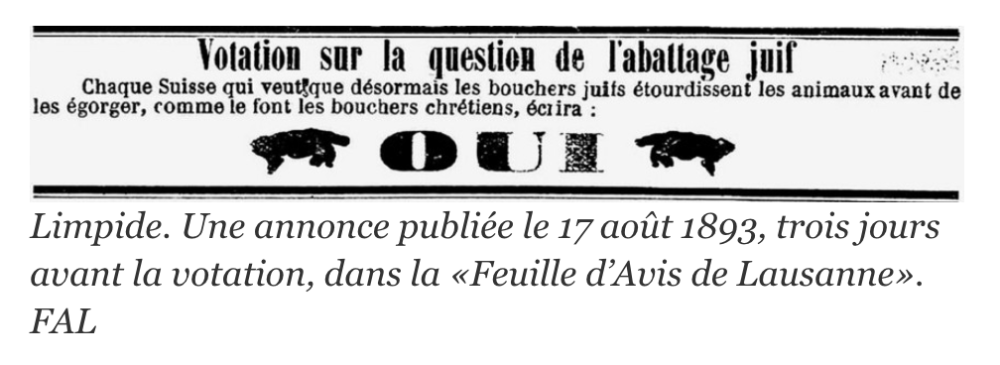 Votation sur la question de l'abattage juif
Chaque Suisse qui veut que désormais les bouchers juifs étourdissent les animaux avant de
les égorger, comme le font les bouchers chrétiens, écrira :
OUI
Limpide. Une annonce publiée le 17 août 1893, trois jours
avant la votation, dans la «Feuille d’Avis de Lausanne».
FAL